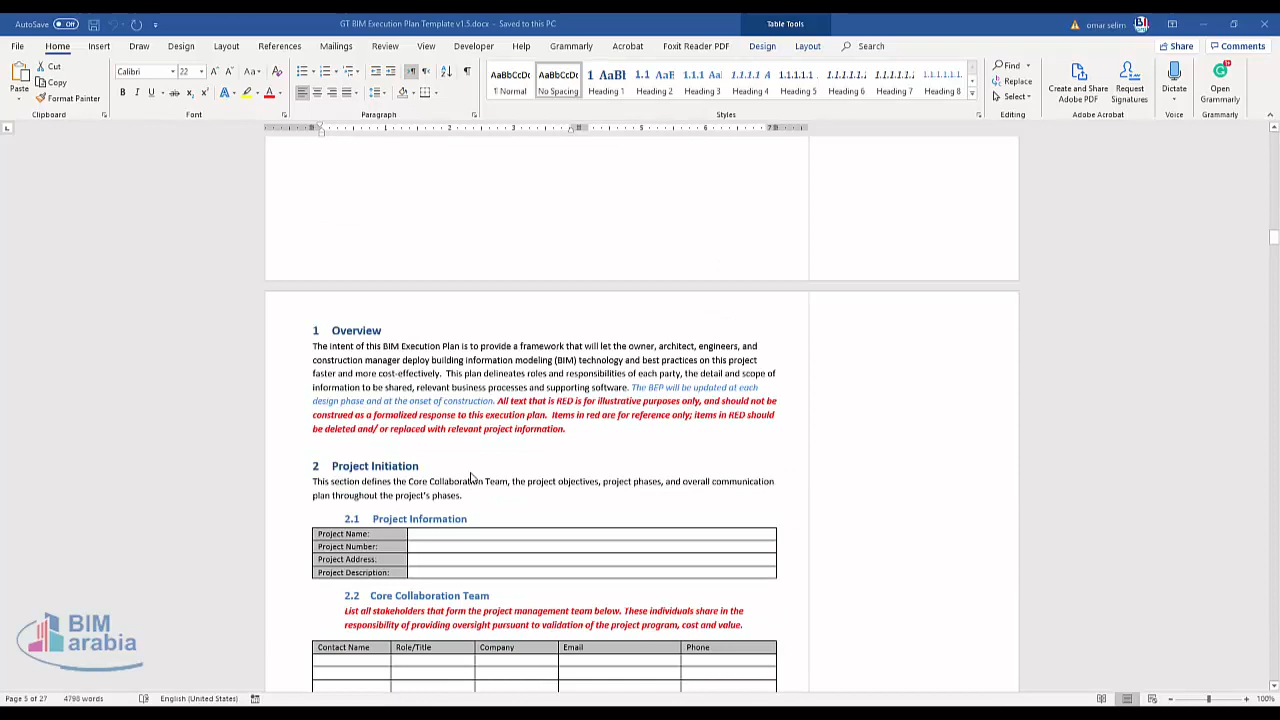 AutoSave Off GT BIM Execution Plan Template v1.5.docx - Saved to this PC Table Tools omar selim
File Home Insert Draw Design Layout References Mailings Review View Developer Help Grammarly Acrobat Foxit Reader PDF Design Layout Search Share Comments
Paste Cut Copy Format Painter
Calibri 22
AaBbCcDc ¶ Normal
AaBbCcDc No Spacing
1 AaBl Heading 1
1.1 AaE Heading 2
1.1.1 Aal Heading 3
1.1.1.1 A Heading 4
1.1.1.1.1 Heading 5
1.1.1.1.1. Heading 6
1.1.1.1.1. Heading 7
1.1.1.1.1. Heading 8
Find
Replace
Select
Create and Share Adobe PDF
Request Signatures
Dictate
Open Grammarly
Clipboard Font Paragraph Styles Editing Adobe Acrobat Voice Grammarly
1 2 3 5 6 7
1 Overview
The intent of this BIM Execution Plan is to provide a framework that will let the owner, architect, engineers, and
construction manager deploy building information modeling (BIM) technology and best practices on this project
faster and more cost-effectively. This plan delineates roles and responsibilities of each party, the detail and scope of
information to be shared, relevant business processes and supporting software. The BEP will be updated at each
design phase and at the onset of construction. All text that is RED is for illustrative purposes only, and should not be
construed as a formalized response to this execution plan. Items in red are for reference only; items in RED should
be deleted and/ or replaced with relevant project information.
2 Project Initiation
This section defines the Core Collaboration Team, the project objectives, project phases, and overall communication
plan throughout the project's phases.
2.1 Project Information
Project Name:
Project Number:
Project Address:
Project Description:
2.2 Core Collaboration Team
List all stakeholders that form the project management team below. These individuals share in the
responsibility of providing oversight pursuant to validation of the project program, cost and value.
Contact Name Role/Title Company Email Phone
BIM
arabia
Page 5 of 27 4798 words English (United States) 100%